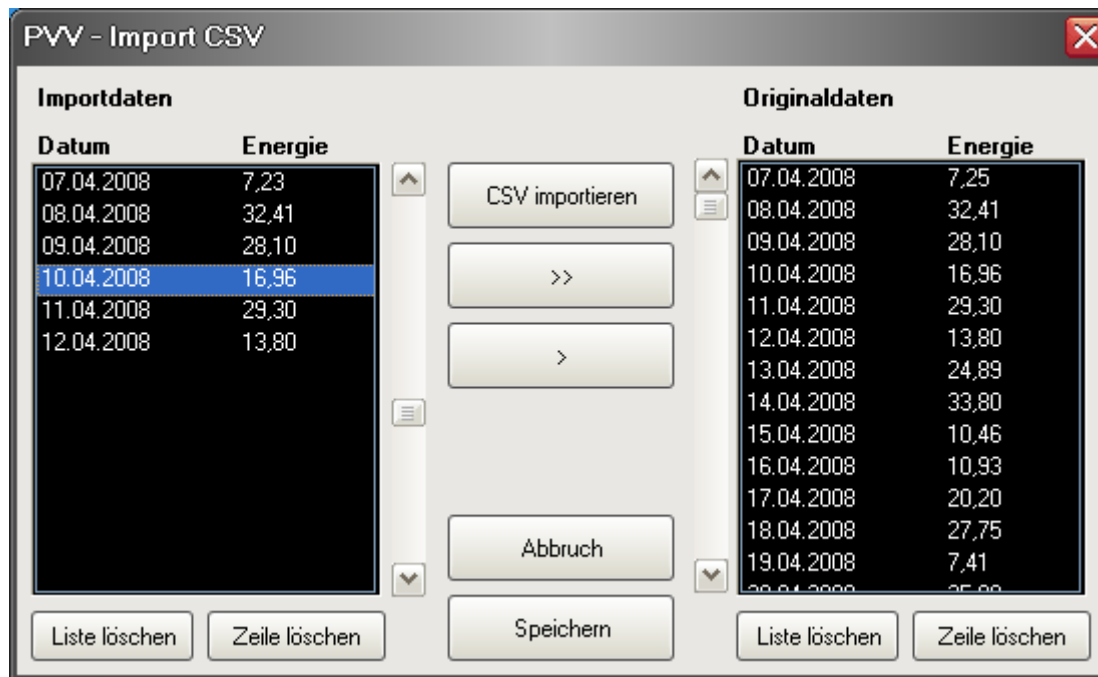 PVV - Import CSV
Importdaten
Datum Energie
07.04.2008 7,23
08.04.2008 32,41
09.04.2008 28,10
10.04.2008 16,96
11.04.2008 29,30
12.04.2008 13,80
Liste löschen Zeile löschen
CSV importieren
>>
>
Abbruch
Speichern
Originaldaten
Datum Energie
07.04.2008 7,25
08.04.2008 32,41
09.04.2008 28,10
10.04.2008 16,96
11.04.2008 29,30
12.04.2008 13,80
13.04.2008 24,89
14.04.2008 33,80
15.04.2008 10,46
16.04.2008 10,93
17.04.2008 20,20
18.04.2008 27,75
19.04.2008 7,41
Liste löschen Zeile löschen